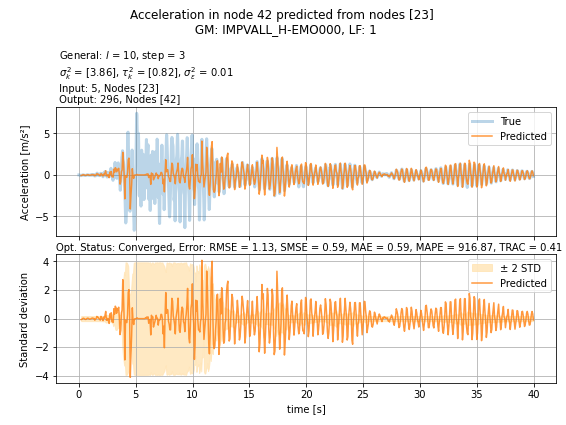 Acceleration in node 42 predicted from nodes [23]
GM: IMPVALL_H-EMO000, LF: 1
General: l = 10, step = 3
σ²ₖ = [3.86], τ²ₖ = [0.82], σ²ε = 0.01
Input: 5, Nodes [23]
Output: 296, Nodes [42]
Acceleration [m/s²]
5
0
−5
True
Predicted
Opt. Status: Converged, Error: RMSE = 1.13, SMSE = 0.59, MAE = 0.59, MAPE = 916.87, TRAC = 0.41
Standard deviation
4
2
0
−2
−4
± 2 STD
Predicted
0 5 10 15 20 25 30 35 40
time [s]